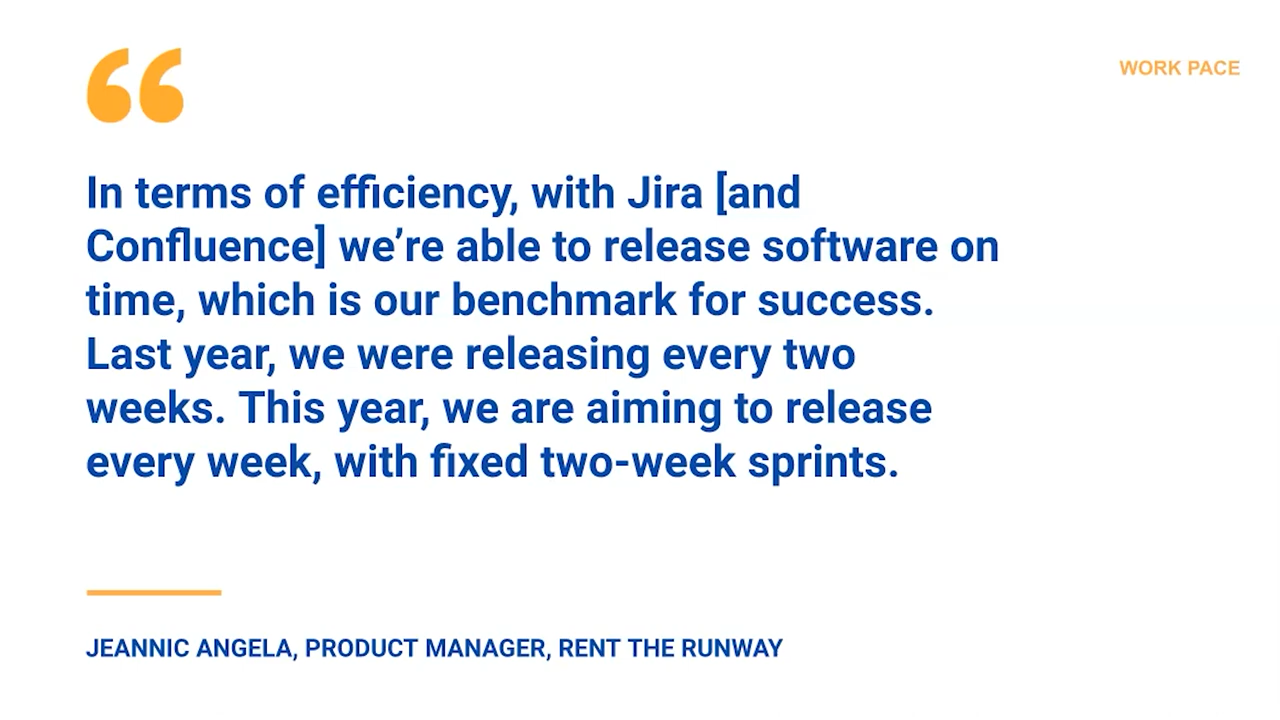 WORK PACE
“
In terms of efficiency, with Jira [and
Confluence] we’re able to release software on
time, which is our benchmark for success.
Last year, we were releasing every two
weeks. This year, we are aiming to release
every week, with fixed two-week sprints.
JEANNIC ANGELA, PRODUCT MANAGER, RENT THE RUNWAY